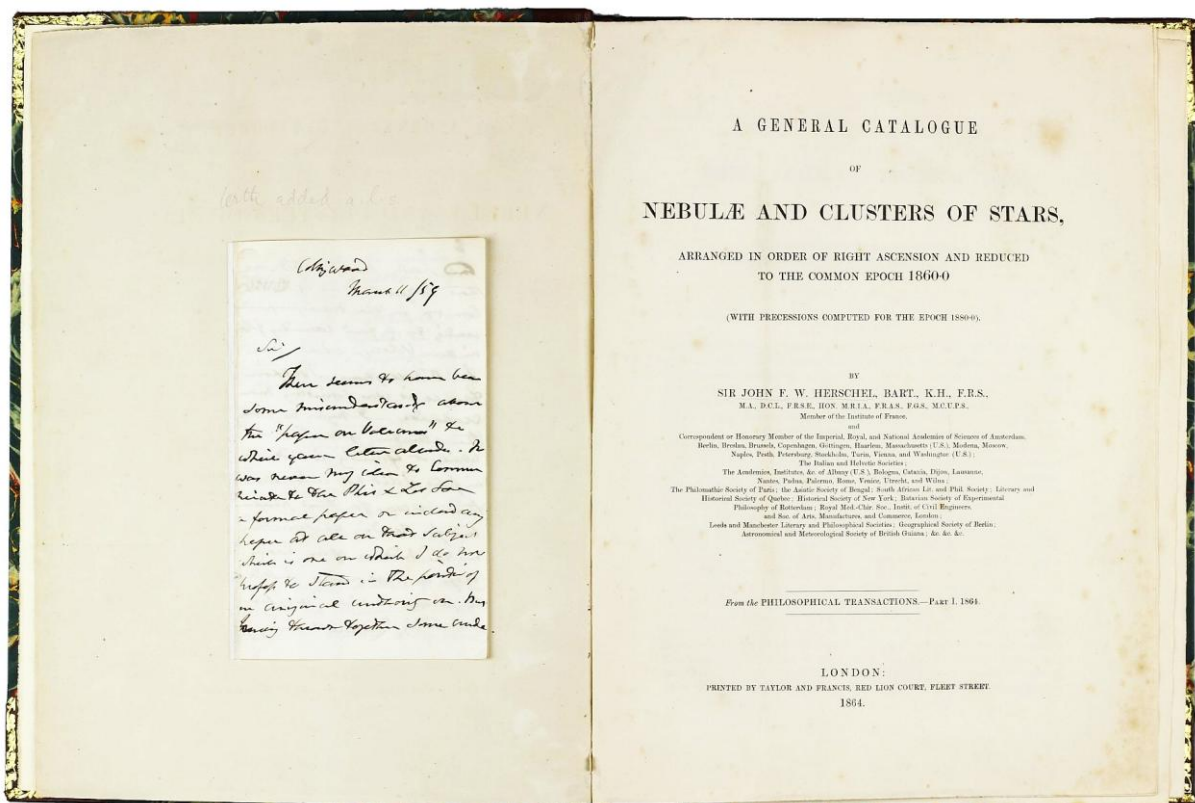 added
Collingwood
March 11 /59
Sir/
There seems to have been
some misunderstanding about
the "paper on Volcanos" to
which your letter alludes. It
was never my idea to commu
nicate to the Phil & Soc
a formal paper or indeed any
paper at all on that subject
which is one on which I do not
profess to stand in the position of
an original authority on. But
having thrown together some crude
A GENERAL CATALOGUE
OF
NEBULÆ AND CLUSTERS OF STARS,
ARRANGED IN ORDER OF RIGHT ASCENSION AND REDUCED
TO THE COMMON EPOCH 1860·0
(WITH PRECESSIONS COMPUTED FOR THE EPOCH 1880·0).
BY
SIR JOHN F. W. HERSCHEL, BART., K.H., F.R.S.,
M.A., D.C.L., F.R.S.E., HON. M.R.I.A., F.R.A.S., F.G.S., M.C.U.P.S.,
Member of the Institute of France,
and
Correspondent or Honorary Member of the Imperial, Royal, and National Academies of Sciences of Amsterdam,
Berlin, Breslau, Brussels, Copenhagen, Göttingen, Haarlem, Massachusetts (U.S.), Modena, Moscow,
Naples, Pesth, Petersburg, Stockholm, Turin, Vienna, and Washington (U.S.);
The Italian and Helvetic Societies;
The Academies, Institutes, &c. of Albany (U.S.), Bologna, Catania, Dijon, Lausanne,
Nantes, Padua, Palermo, Rome, Venice, Utrecht, and Wilna;
The Philomathic Society of Paris; the Asiatic Society of Bengal; South African Lit. and Phil. Society; Literary and
Historical Society of Quebec; Historical Society of New York; Batavian Society of Experimental
Philosophy of Rotterdam; Royal Med.-Chir. Soc., Instit. of Civil Engineers,
and Soc. of Arts, Manufactures, and Commerce, London;
Leeds and Manchester Literary and Philosophical Societies; Geographical Society of Berlin;
Astronomical and Meteorological Society of British Guiana; &c. &c. &c.
From the PHILOSOPHICAL TRANSACTIONS.—PART I. 1864.
LONDON:
PRINTED BY TAYLOR AND FRANCIS, RED LION COURT, FLEET STREET.
1864.